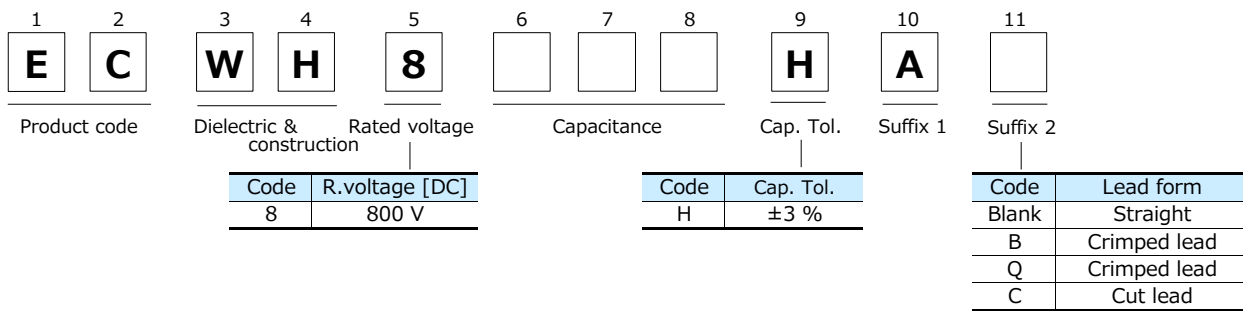 1 2 3 4 5 6 7 8 9 10 11
E C W H 8 H A
Product code Dielectric & construction Rated voltage Capacitance Cap. Tol. Suffix 1 Suffix 2
Code R.voltage [DC]
8 800 V
Code Cap. Tol.
H ±3 %
Code Lead form
Blank Straight
B Crimped lead
Q Crimped lead
C Cut lead